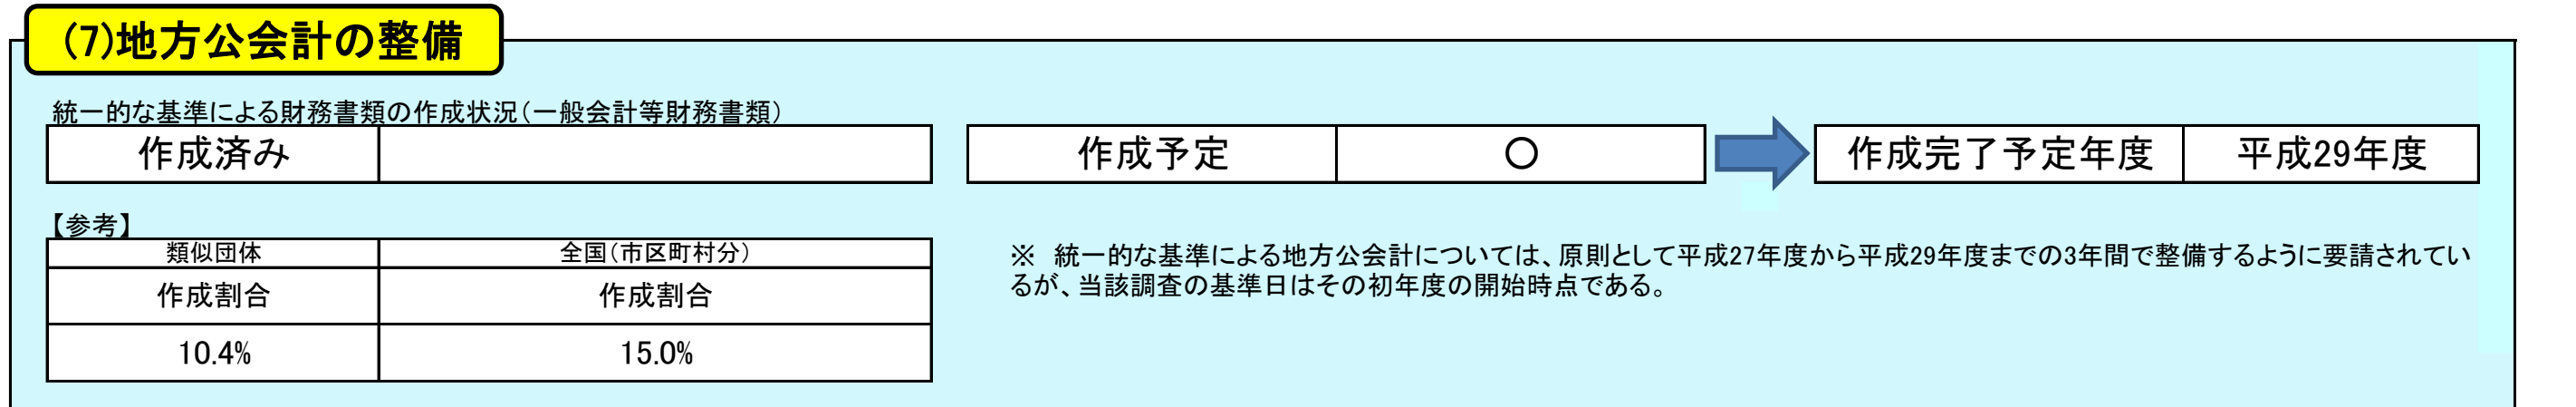 (7)地方公会計の整備
統一的な基準による財務書類の作成状況(一般会計等財務書類)
作成済み 作成予定 ○ 作成完了予定年度 平成29年度
【参考】
類似団体 全国(市区町村分)
作成割合 作成割合
10.4% 15.0%
※ 統一的な基準による地方公会計については、原則として平成27年度から平成29年度までの3年間で整備するように要請されてい
るが、当該調査の基準日はその初年度の開始時点である。